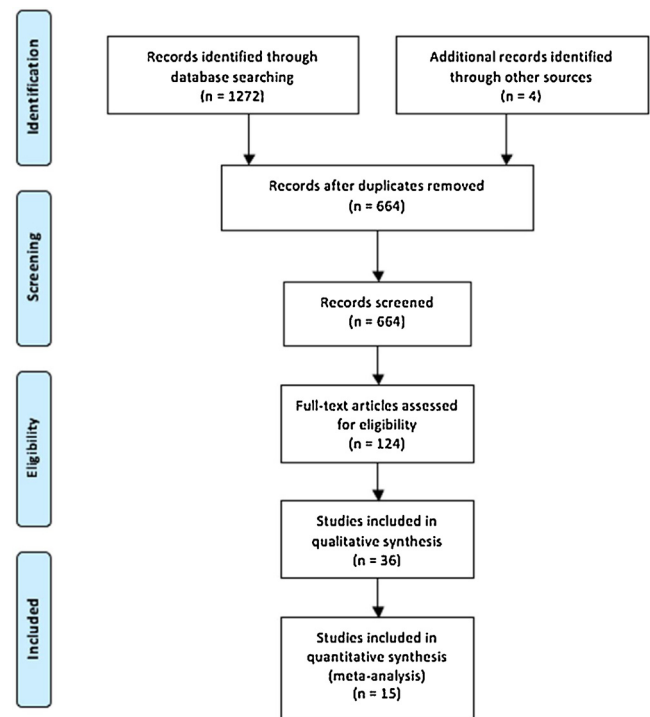 Identification
Records identified through
database searching
(n = 1272)
Additional records identified
through other sources
(n = 4)
Records after duplicates removed
(n = 664)
Screening
Records screened
(n = 664)
Eligibility
Full-text articles assessed
for eligibility
(n = 124)
Studies included in
qualitative synthesis
(n = 36)
Included
Studies included in
quantitative synthesis
(meta-analysis)
(n = 15)